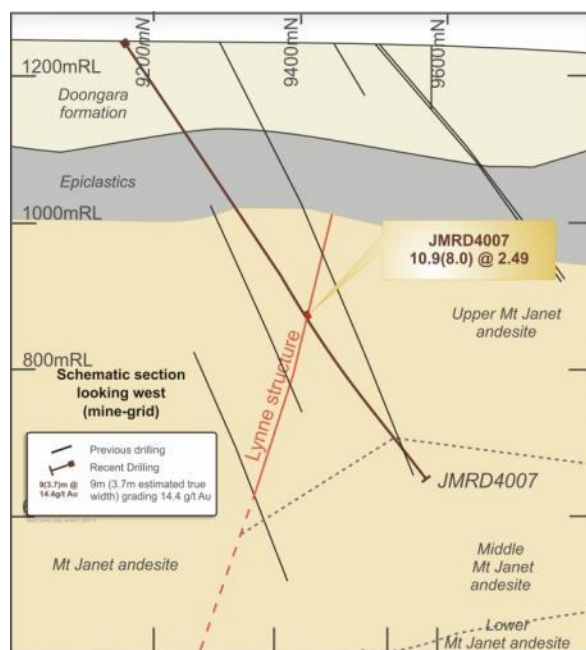 9200mN
9400mN
9600mN
1200mRL
Doongara
formation
Epiclastics
1000mRL
JMRD4007
10.9(8.0) @ 2.49
Upper Mt Janet
andesite
800mRL
Schematic section
looking west
(mine-grid)
Lynne structure
Previous drilling
Recent Drilling
9(3.7)m @
14.4g/t Au
9m (3.7m estimated true
width) grading 14.4 g/t Au
JMRD4007
Mt Janet andesite
Middle
Mt Janet
andesite
Lower
Mt Janet andesite